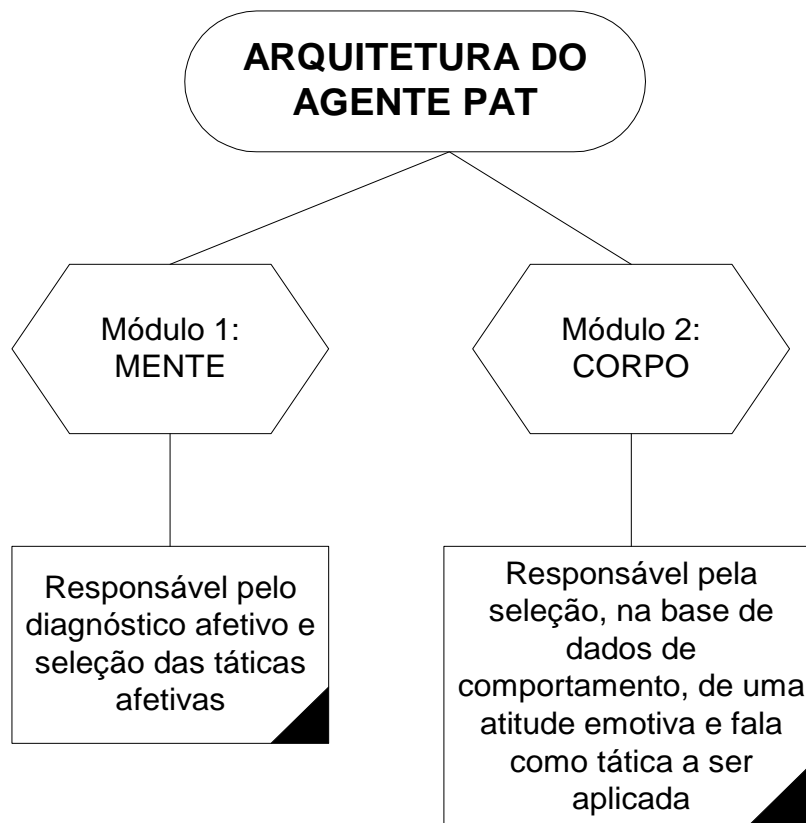 ARQUITETURA DO
AGENTE PAT
Módulo 1:
MENTE
Módulo 2:
CORPO
Responsável pelo
diagnóstico afetivo e
seleção das táticas
afetivas
Responsável pela
seleção, na base de
dados de
comportamento, de uma
atitude emotiva e fala
como tática a ser
aplicada